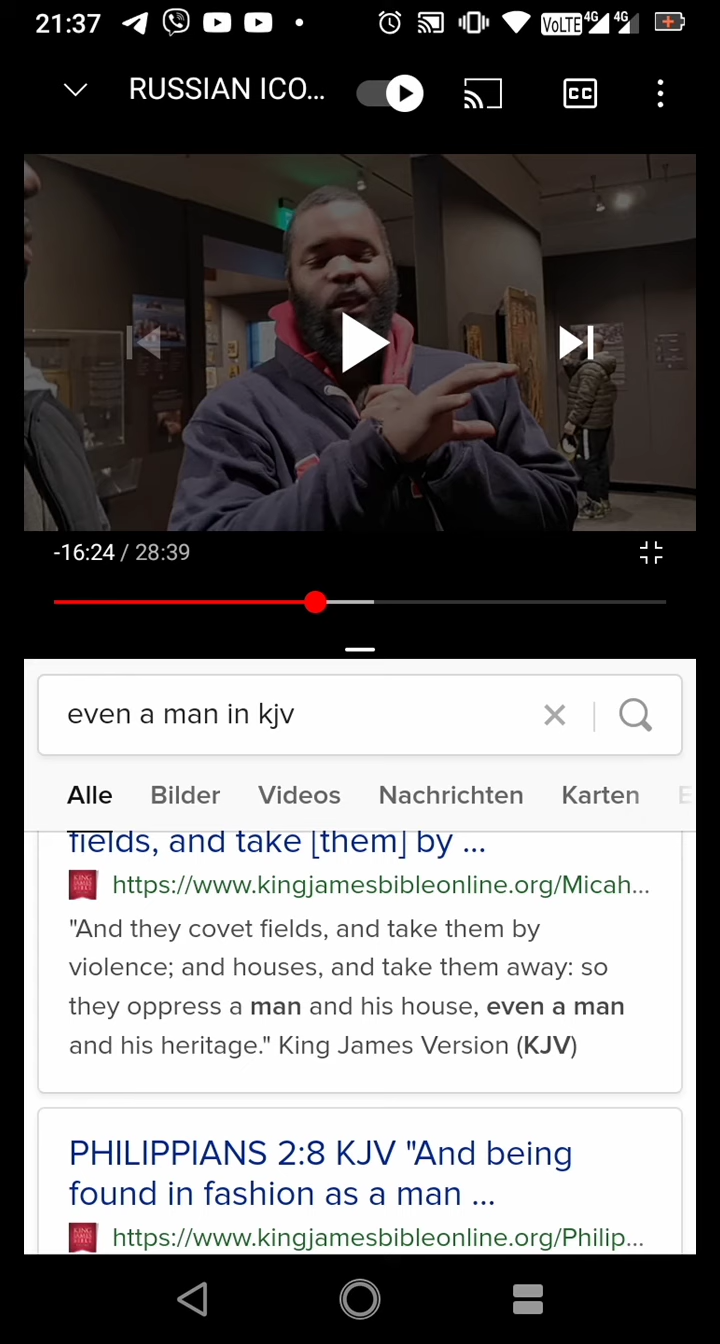 21:37
VoLTE 4G 4G
RUSSIAN ICO...
CC
-16:24 / 28:39
even a man in kjv
Alle Bilder Videos Nachrichten Karten E
fields, and take [them] by ...
https://www.kingjamesbibleonline.org/Micah...
"And they covet fields, and take them by
violence; and houses, and take them away: so
they oppress a man and his house, even a man
and his heritage." King James Version (KJV)
PHILIPPIANS 2:8 KJV "And being
found in fashion as a man ...
https://www.kingjamesbibleonline.org/Philip...